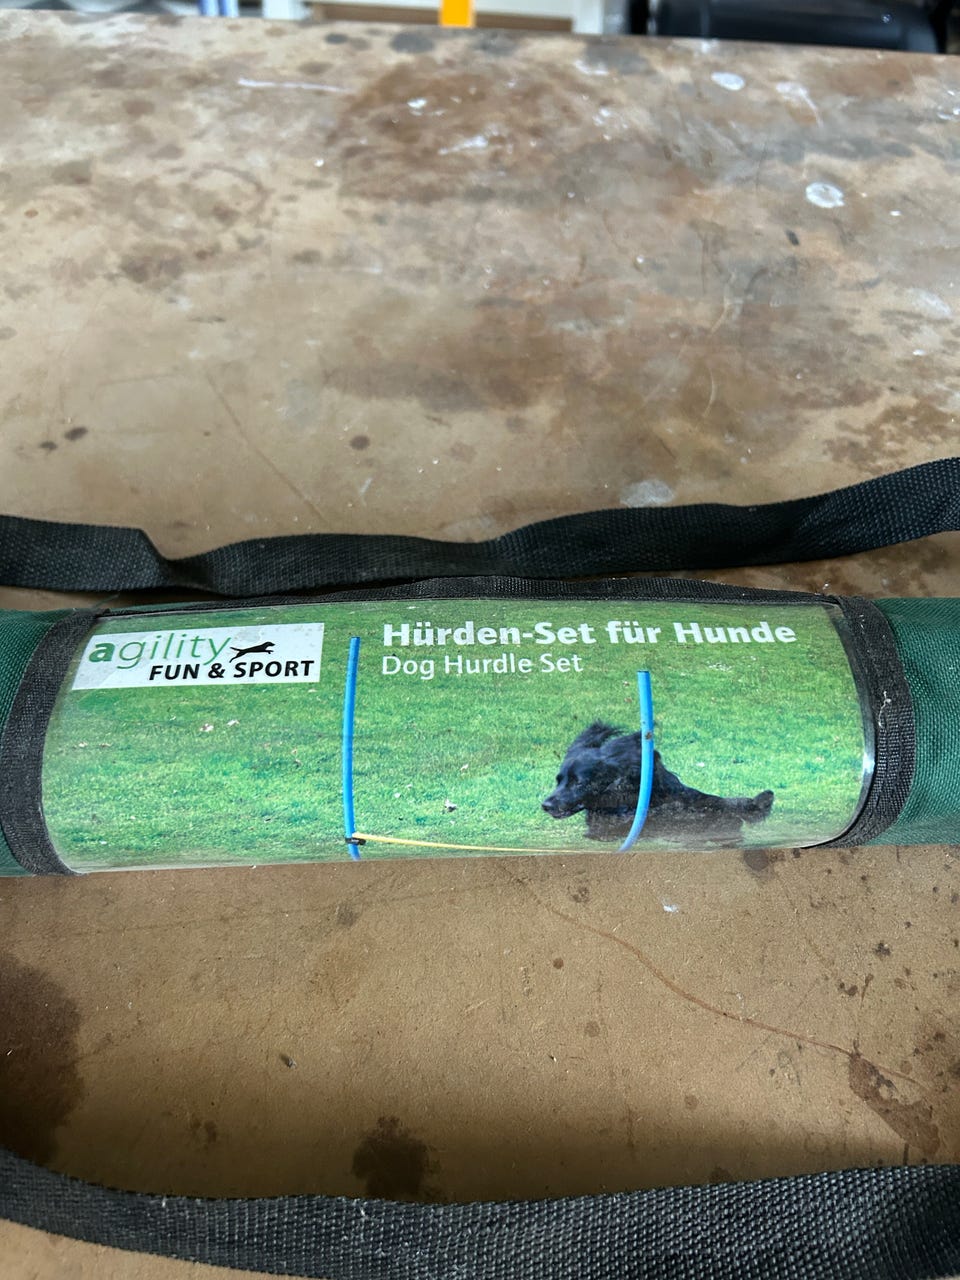 agility
FUN & SPORT
Hürden-Set für Hunde
Dog Hurdle Set